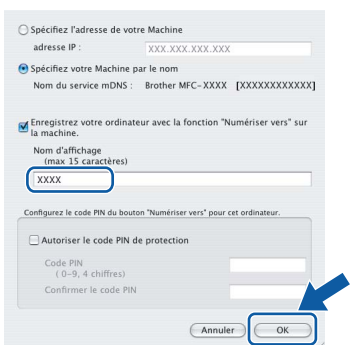 Spécifiez l'adresse de votre Machine
adresse IP : XXX.XXX.XXX.XXX
Spécifiez votre Machine par le nom
Nom du service mDNS : Brother MFC-XXXX [XXXXXXXXXXXX]
Enregistrez votre ordinateur avec la fonction "Numériser vers" sur
la machine.
Nom d'affichage
(max 15 caractères)
XXXX
Configurez le code PIN du bouton "Numériser vers" pour cet ordinateur.
Autoriser le code PIN de protection
Code PIN
( 0-9, 4 chiffres)
Confirmer le code PIN
Annuler OK